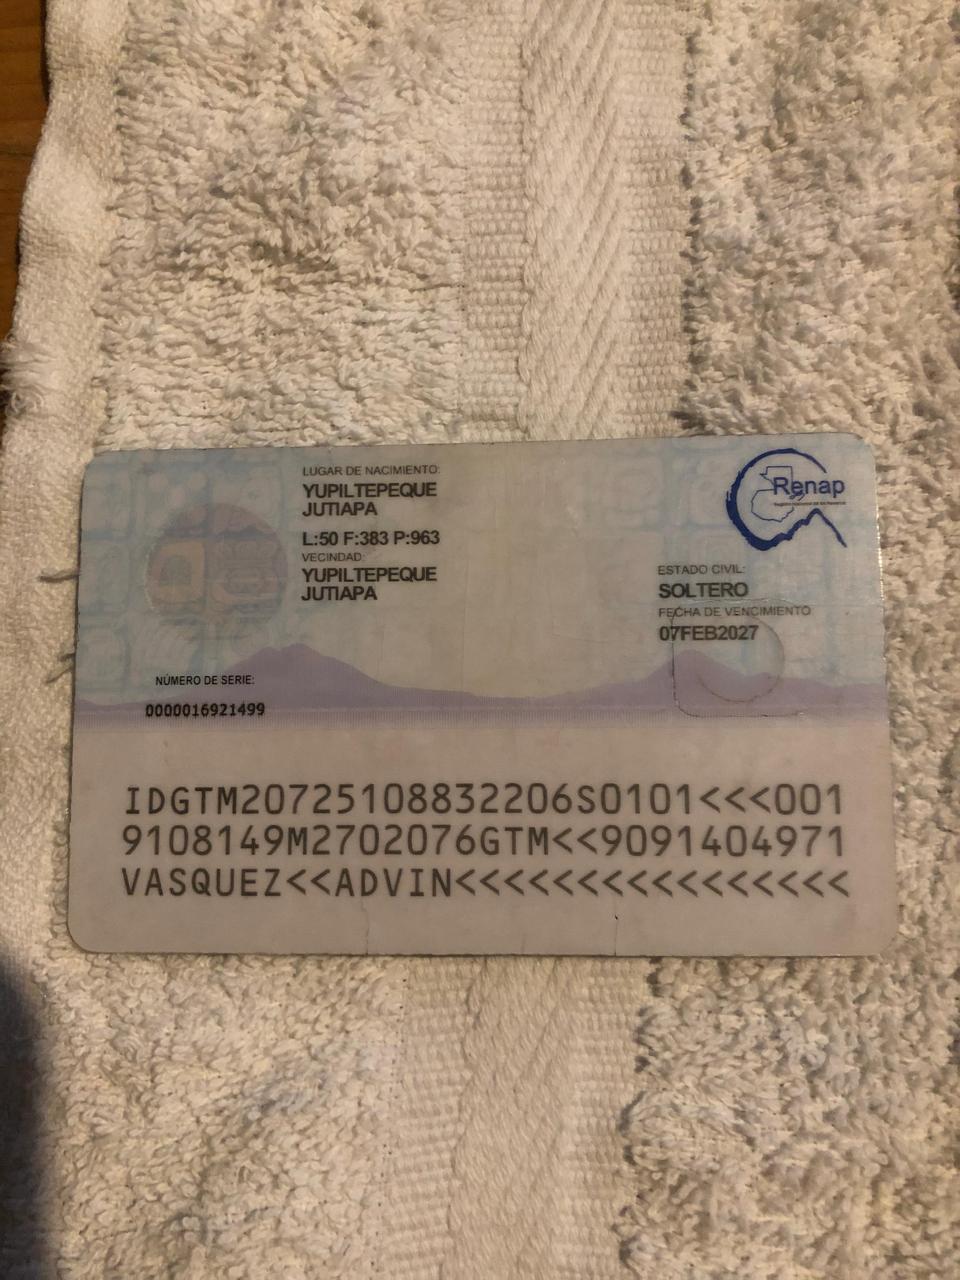 LUGAR DE NACIMIENTO:
YUPILTEPEQUE
JUTIAPA
L:50 F:383 P:963
VECINDAD:
YUPILTEPEQUE
JUTIAPA
Renap
ESTADO CIVIL:
SOLTERO
FECHA DE VENCIMIENTO
07FEB2027
NÚMERO DE SERIE:
0000016921499
IDGTM20725108832206S0101<<<001
9108149M2702076GTM<<9091404971
VASQUEZ<<ADVIN<<<<<<<<<<<<<<<<